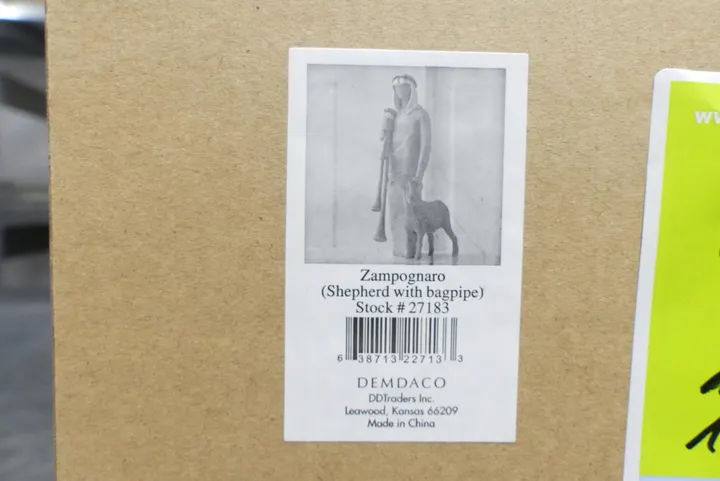 Zampognaro
(Shepherd with bagpipe)
Stock # 27183
6 38713 22713 3
DEMDACO
DDTraders Inc.
Leawood, Kansas 66209
Made in China